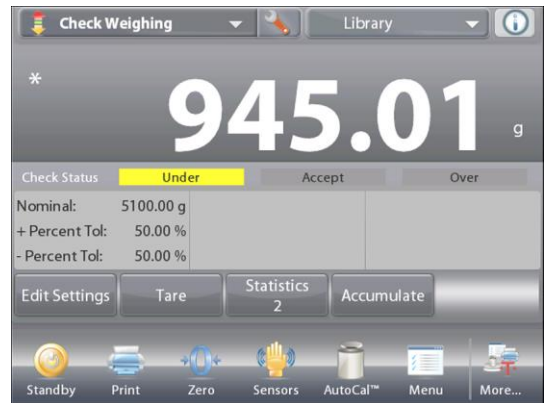 Check Weighing Library
*
945.01 g
Check Status Under Accept Over
Nominal: 5100.00 g
+ Percent Tol: 50.00 %
- Percent Tol: 50.00 %
Edit Settings Tare Statistics Accumulate
2
Standby Print Zero Sensors AutoCal™ Menu More...